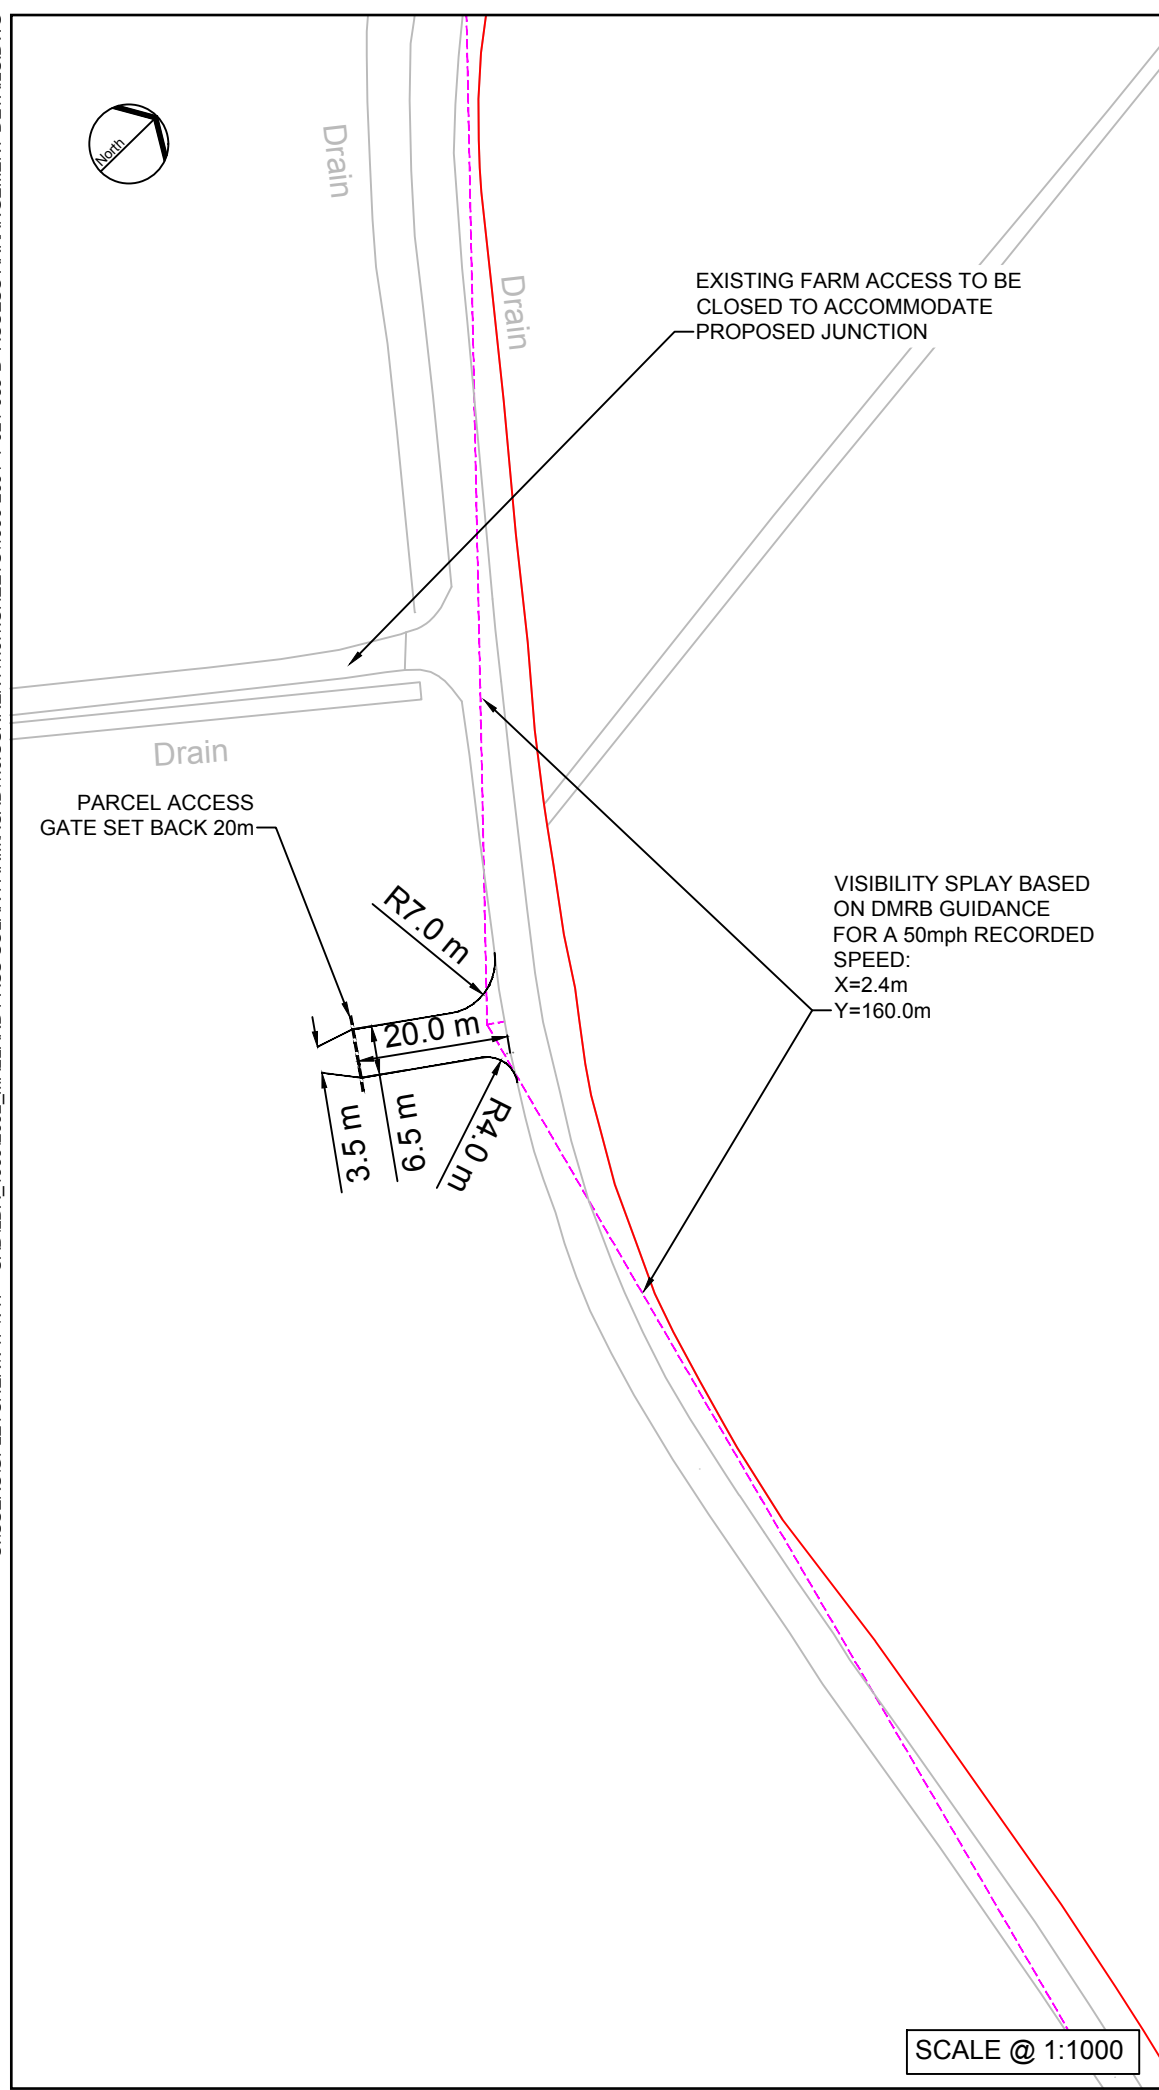 North
Drain
Drain
EXISTING FARM ACCESS TO BE
CLOSED TO ACCOMMODATE
PROPOSED JUNCTION
Drain
PARCEL ACCESS
GATE SET BACK 20m
R7.0 m
VISIBILITY SPLAY BASED
ON DMRB GUIDANCE
FOR A 50mph RECORDED
SPEED:
X=2.4m
Y=160.0m
20.0 m
3.5 m
6.5 m
R4.0 m
SCALE @ 1:1000